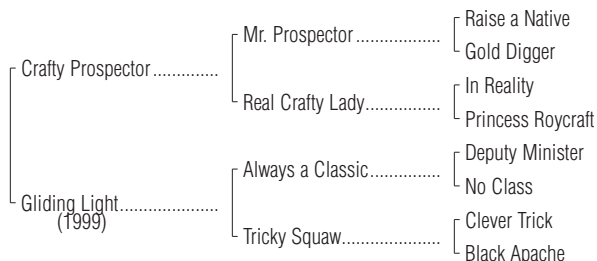 Raise a Native
Mr. Prospector ..................
Gold Digger
Crafty Prospector ..............
In Reality
Real Crafty Lady................
Princess Roycraft
Deputy Minister
Always a Classic...............
No Class
Gliding Light.....................
(1999)
Clever Trick
Tricky Squaw.....................
Black Apache